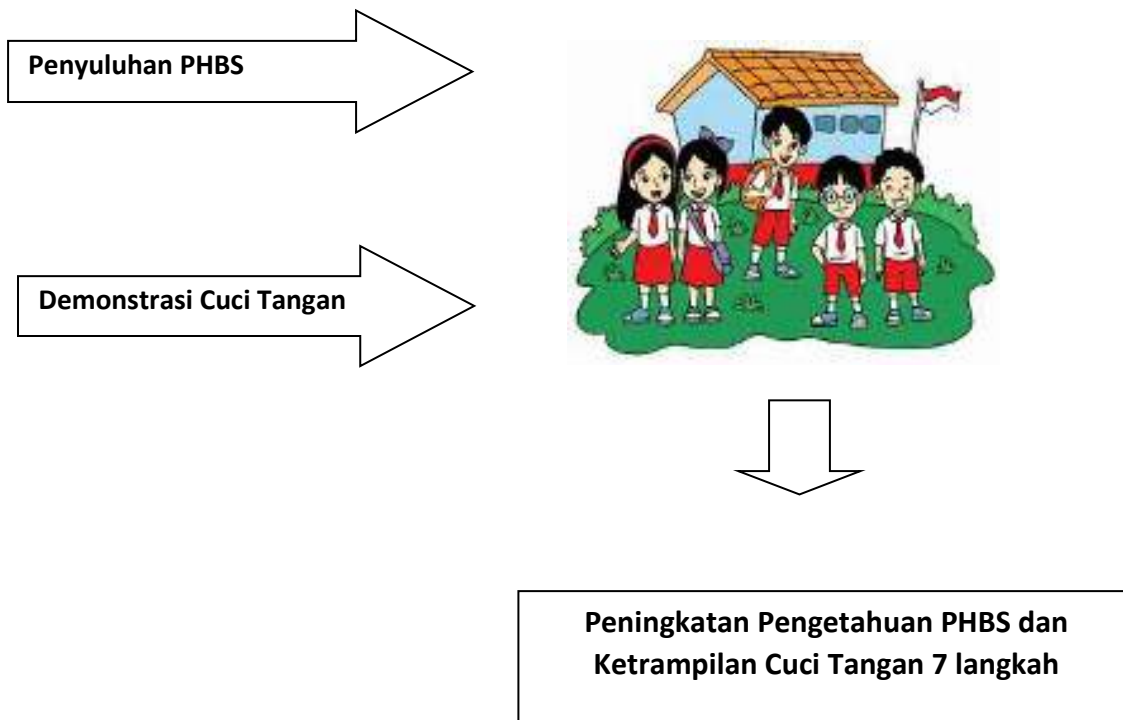 Penyuluhan PHBS
Demonstrasi Cuci Tangan
Peningkatan Pengetahuan PHBS dan
Ketrampilan Cuci Tangan 7 langkah